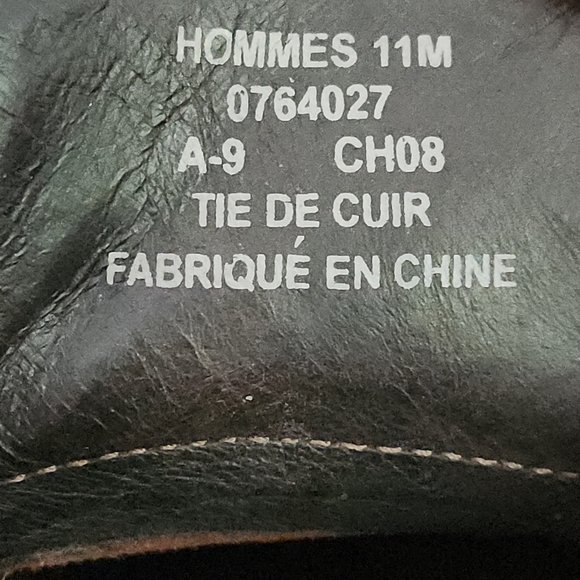 HOMMES 11M
0764027
A-9 CH08
TIE DE CUIR
FABRIQUÉ EN CHINE